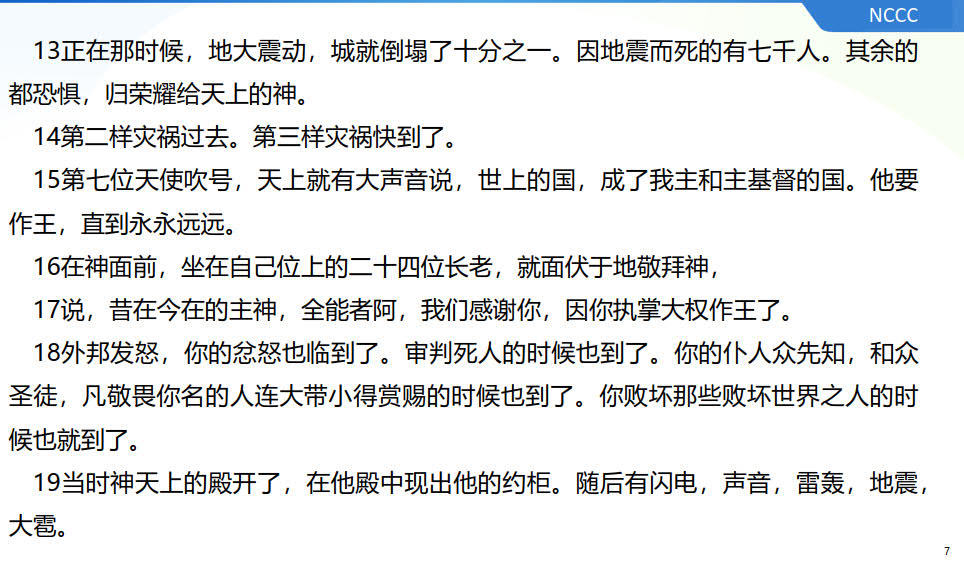 NCCC
13正在那时候，地大震动，城就倒塌了十分之一。因地震而死的有七千人。其余的
都恐惧，归荣耀给天上的神。
14第二样灾祸过去。第三样灾祸快到了。
15第七位天使吹号，天上就有大声音说，世上的国，成了我主和主基督的国。他要
作王，直到永永远远。
16在神面前，坐在自己位上的二十四位长老，就面伏于地敬拜神，
17说，昔在今在的主神，全能者阿，我们感谢你，因你执掌大权作王了。
18外邦发怒，你的忿怒也临到了。审判死人的时候也到了。你的仆人众先知，和众
圣徒，凡敬畏你名的人连大带小得赏赐的时候也到了。你败坏那些败坏世界之人的时
候也就到了。
19当时神天上的殿开了，在他殿中现出他的约柜。随后有闪电，声音，雷轰，地震，
大雹。
7